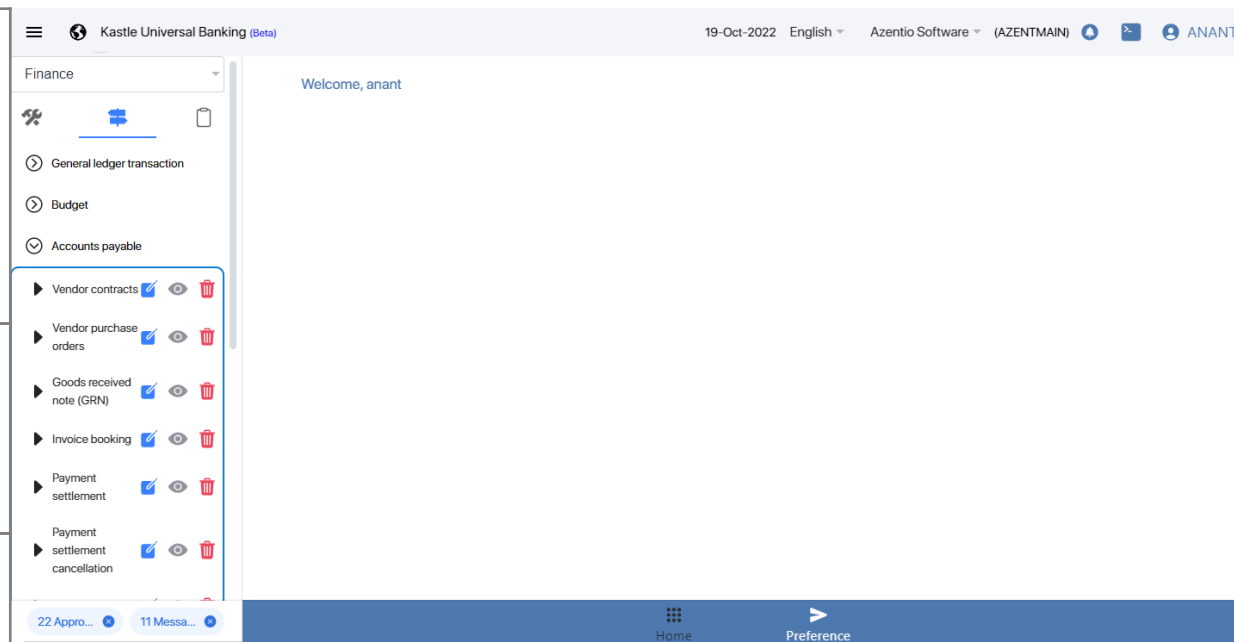 Kastle Universal Banking (Beta)
19-Oct-2022 English Azentio Software (AZENTMAIN) ANANT
Finance
Welcome, anant
General ledger transaction
Budget
Accounts payable
Vendor contracts
Vendor purchase
orders
Goods received
note (GRN)
Invoice booking
Payment
settlement
Payment
settlement
cancellation
22 Appro... 11 Messa...
Home Preference